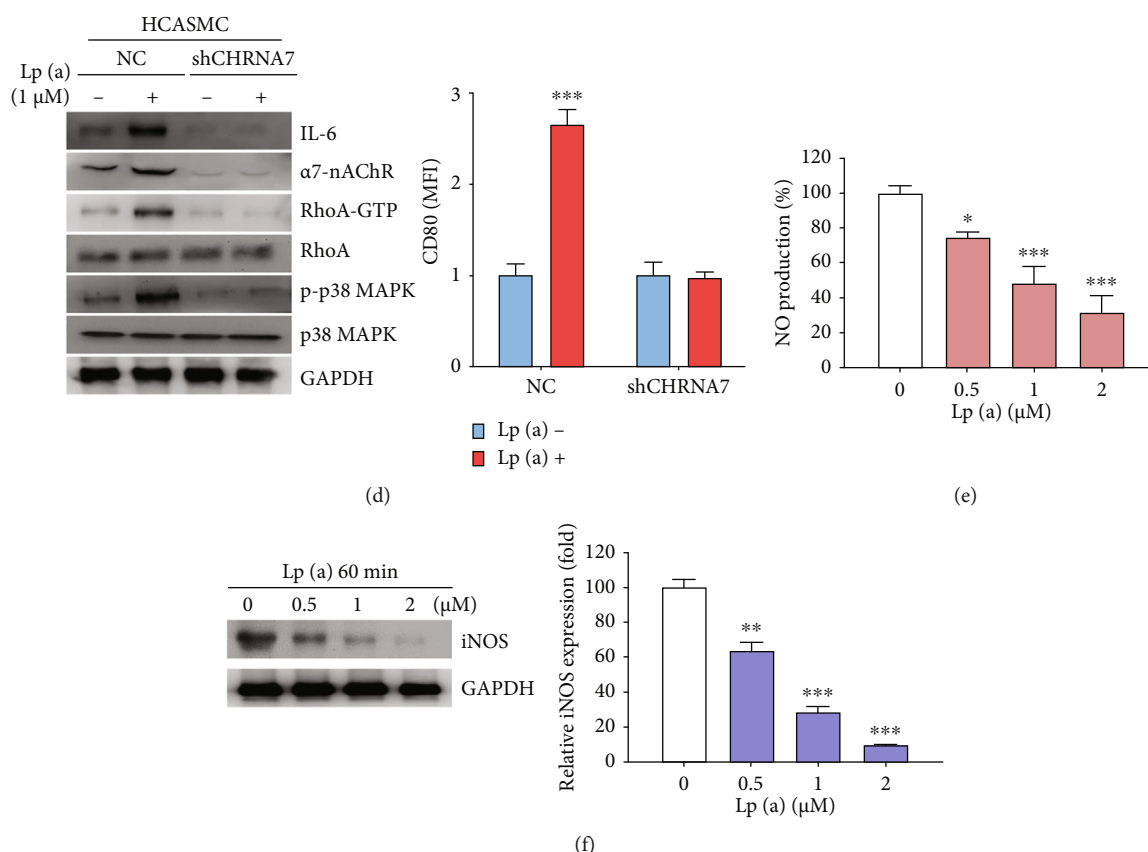 HCASMC
NC shCHRNA7
Lp (a)
(1 μM) – + – +
IL-6
α7-nAChR
RhoA-GTP
RhoA
p-p38 MAPK
p38 MAPK
GAPDH
CD80 (MFI)
3
2
1
0
***
NC shCHRNA7
Lp (a) –
Lp (a) +
(d)
NO production (%)
120
100
80
60
40
20
0
*
***
***
0 0.5 1 2
Lp (a) (μM)
(e)
Lp (a) 60 min
0 0.5 1 2 (μM)
iNOS
GAPDH
Relative iNOS expression (fold)
120
100
80
60
40
20
0
**
***
***
0 0.5 1 2
Lp (a) (μM)
(f)